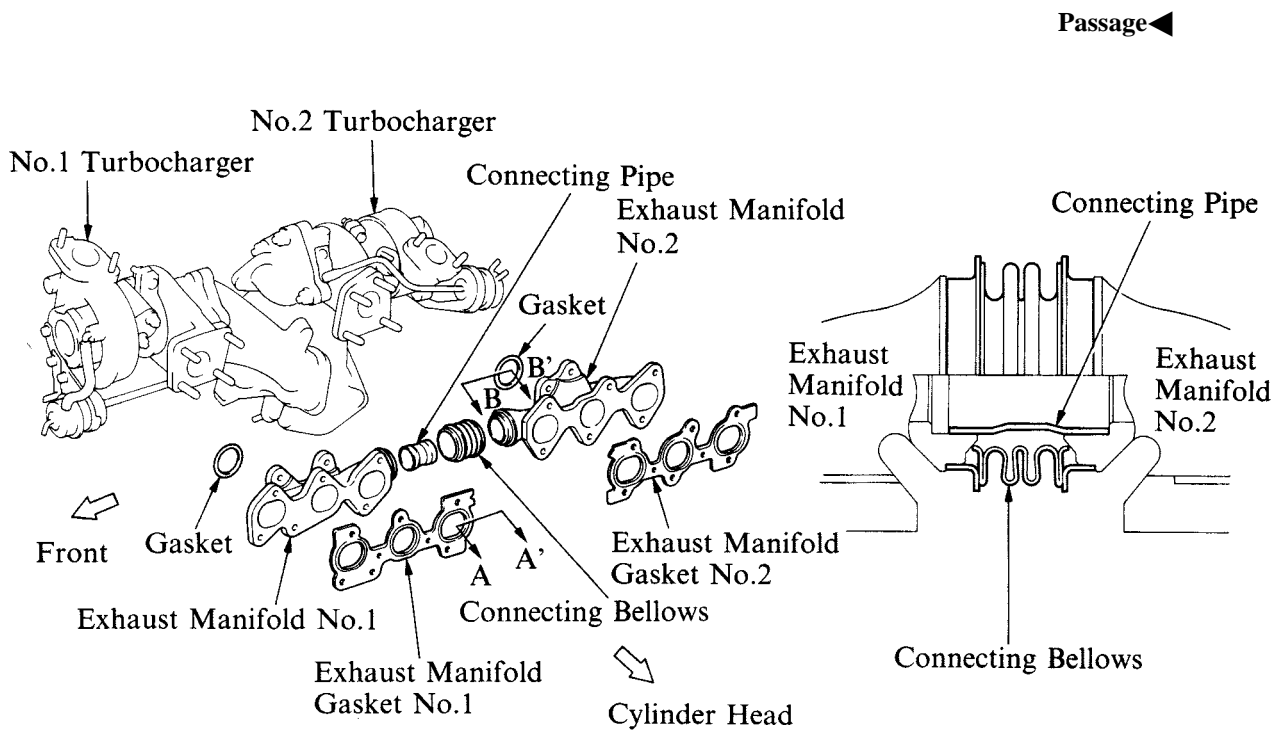 Passage◀
No.2 Turbocharger
No.1 Turbocharger
Connecting Pipe
Exhaust Manifold
No.2
Gasket
B'
B
Connecting Pipe
Exhaust
Manifold
No.1
Exhaust
Manifold
No.2
Front
Gasket
A
A'
Exhaust Manifold
Gasket No.2
Exhaust Manifold No.1
Connecting Bellows
Exhaust Manifold
Gasket No.1
Cylinder Head
Connecting Bellows